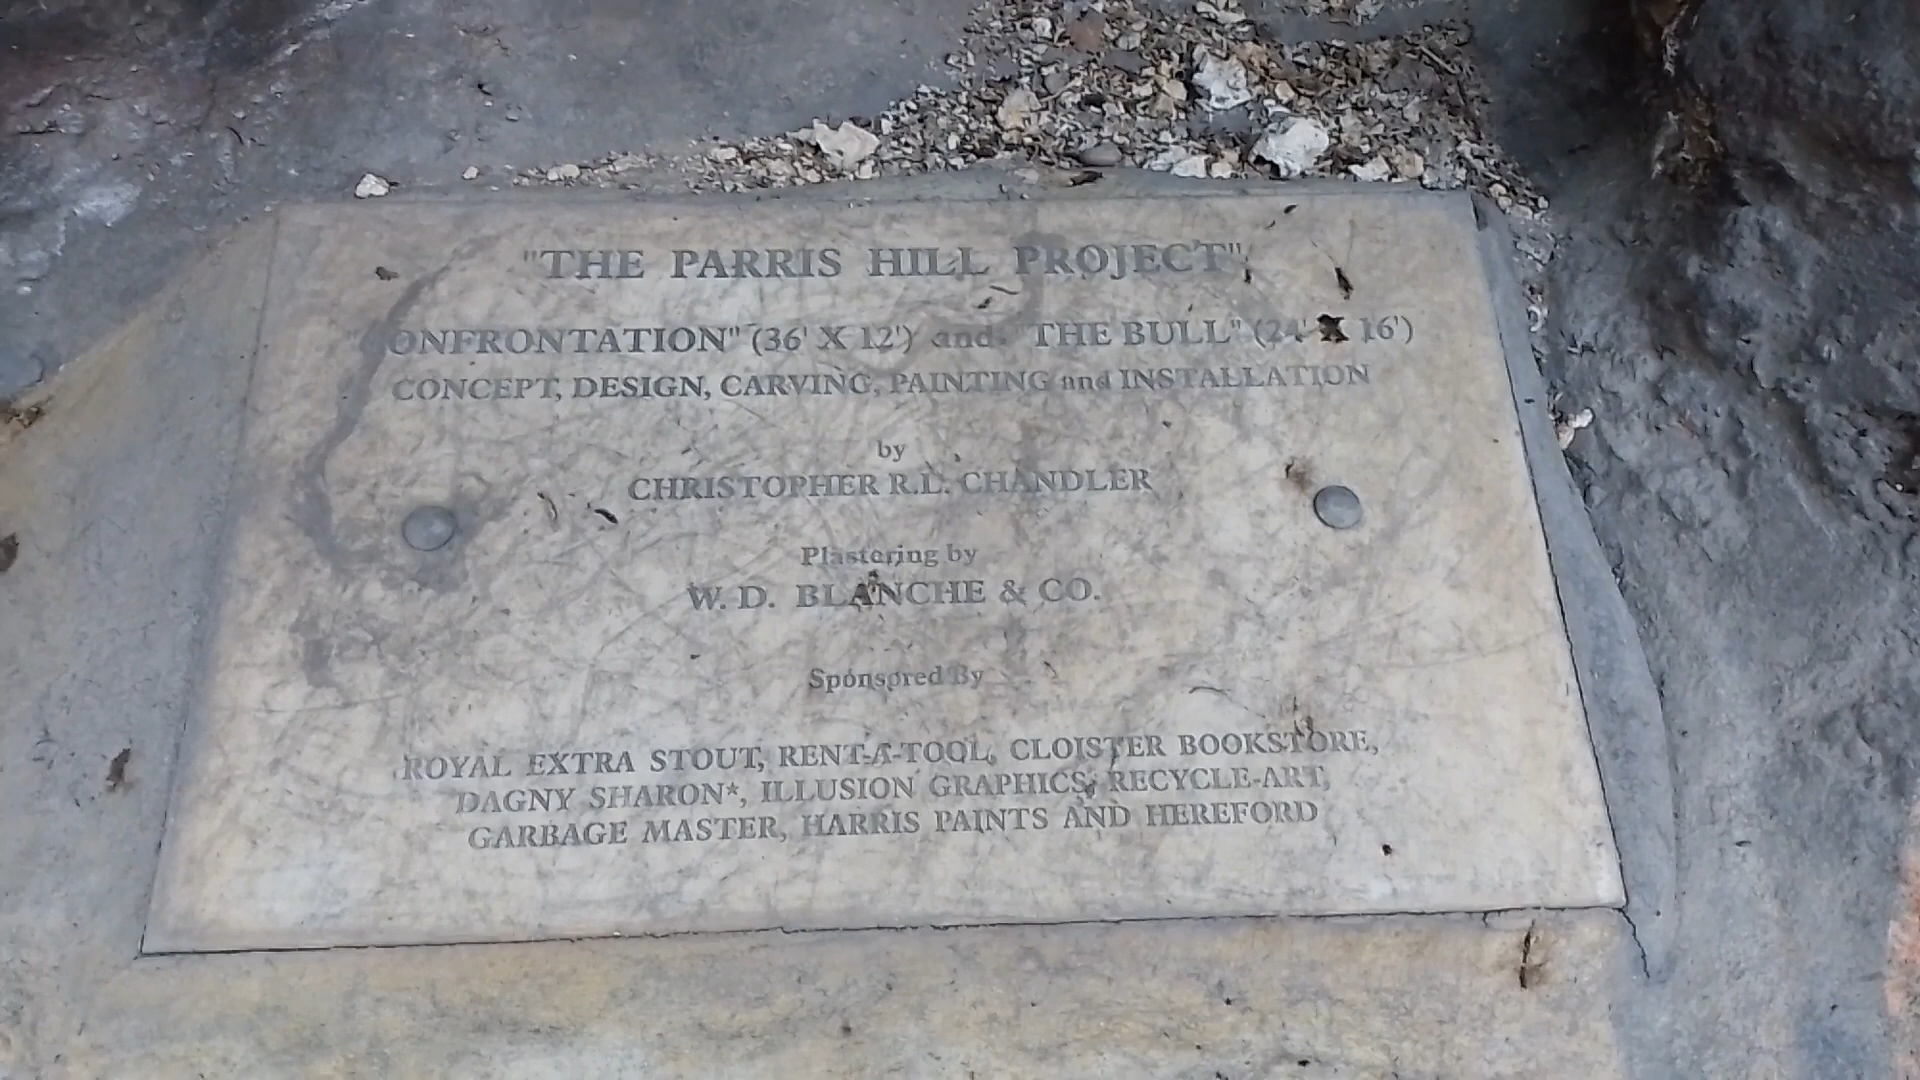 "THE PARRIS HILL PROJECT"
ONFRONTATION" (36' X 12') and "THE BULL" (24' X 16')
CONCEPT, DESIGN, CARVING, PAINTING and INSTALLATION
by
CHRISTOPHER R.L. CHANDLER
Plastering by
W. D. BLANCHE & CO.
Sponsored By
ROYAL EXTRA STOUT, RENT-A-TOOL, CLOISTER BOOKSTORE,
DAGNY SHARON*, ILLUSION GRAPHICS, RECYCLE-ART,
GARBAGE MASTER, HARRIS PAINTS AND HEREFORD